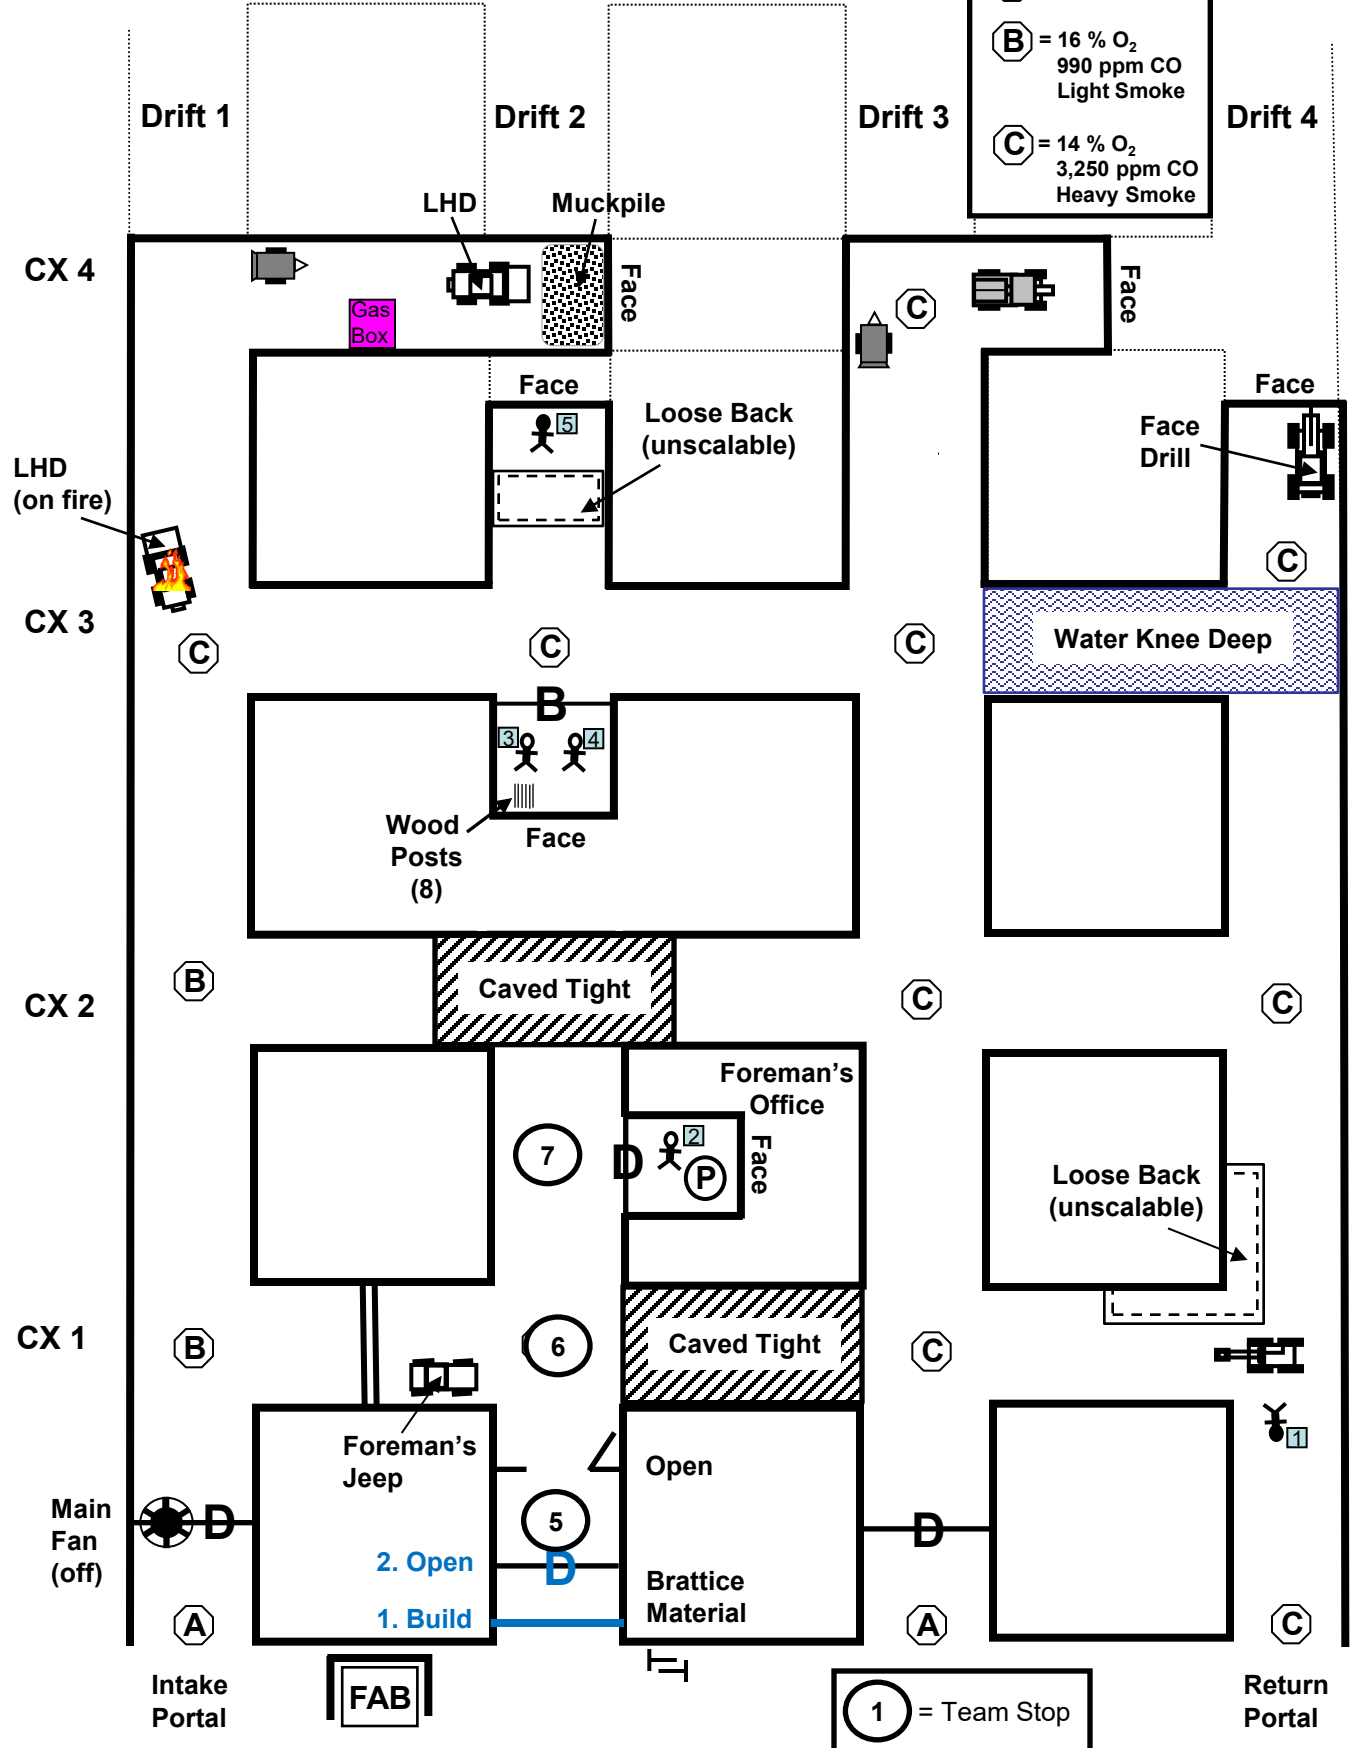 B = 16 % O2
990 ppm CO
Light Smoke
Drift 1
Drift 2
Drift 3
Drift 4
C = 14 % O2
3,250 ppm CO
Heavy Smoke
LHD
Muckpile
CX 4
Gas
Box
Face
C
Face
Face
Face
5
Loose Back
(unscalable)
Face
Drill
LHD
(on fire)
C
CX 3
C
C
C
Water Knee Deep
B
3
4
Wood
Posts
(8)
Face
CX 2
B
Caved Tight
C
C
Foreman's
Office
7
D
2
P
Face
Loose Back
(unscalable)
CX 1
B
6
Caved Tight
C
Foreman's
Jeep
Open
1
Main
Fan
(off)
D
5
D
2. Open
D
Brattice
Material
1. Build
A
A
C
Intake
Portal
FAB
1 = Team Stop
Return
Portal